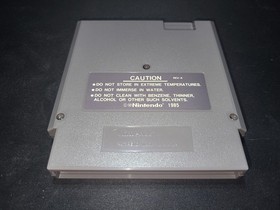 CAUTION
● DO NOT STORE IN EXTREME TEMPERATURES.
● DO NOT IMMERSE IN WATER.
● DO NOT CLEAN WITH BENZENE, THINNER,
ALCOHOL OR OTHER SUCH SOLVENTS.
©Nintendo 1985